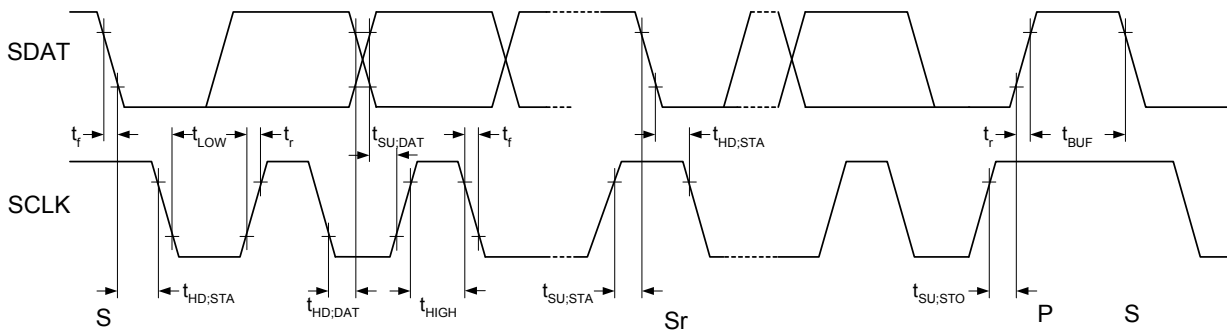 SDAT
t_f t_LOW t_r t_SU;DAT t_f t_HD;STA t_r t_BUF
SCLK
t_HD;STA t_HD;DAT t_HIGH t_SU;STA t_SU;STO
S Sr P S